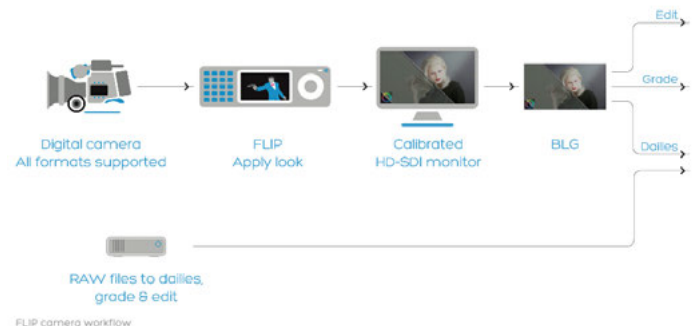 Edit
Grade
Dailles
Digital camera
All formats supported
FLIP
Apply look
Calibrated
HD-SDI monitor
BLG
RAW files to dailies,
grade & edit
FLIP camera workflow